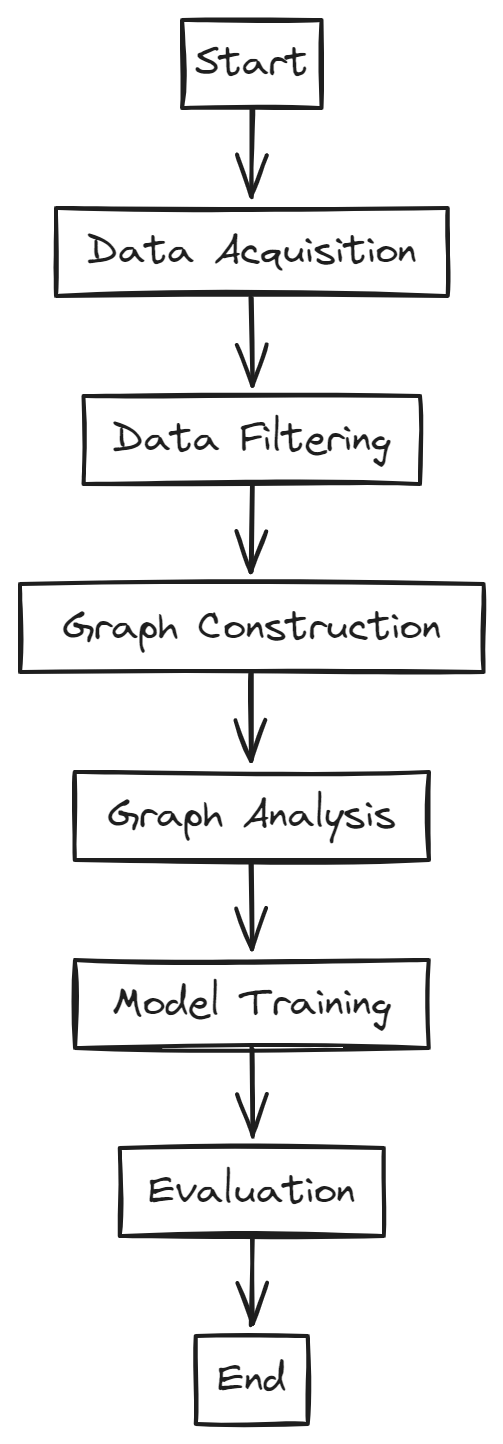 Start
Data Acquisition
Data Filtering
Graph Construction
Graph Analysis
Model Training
Evaluation
End